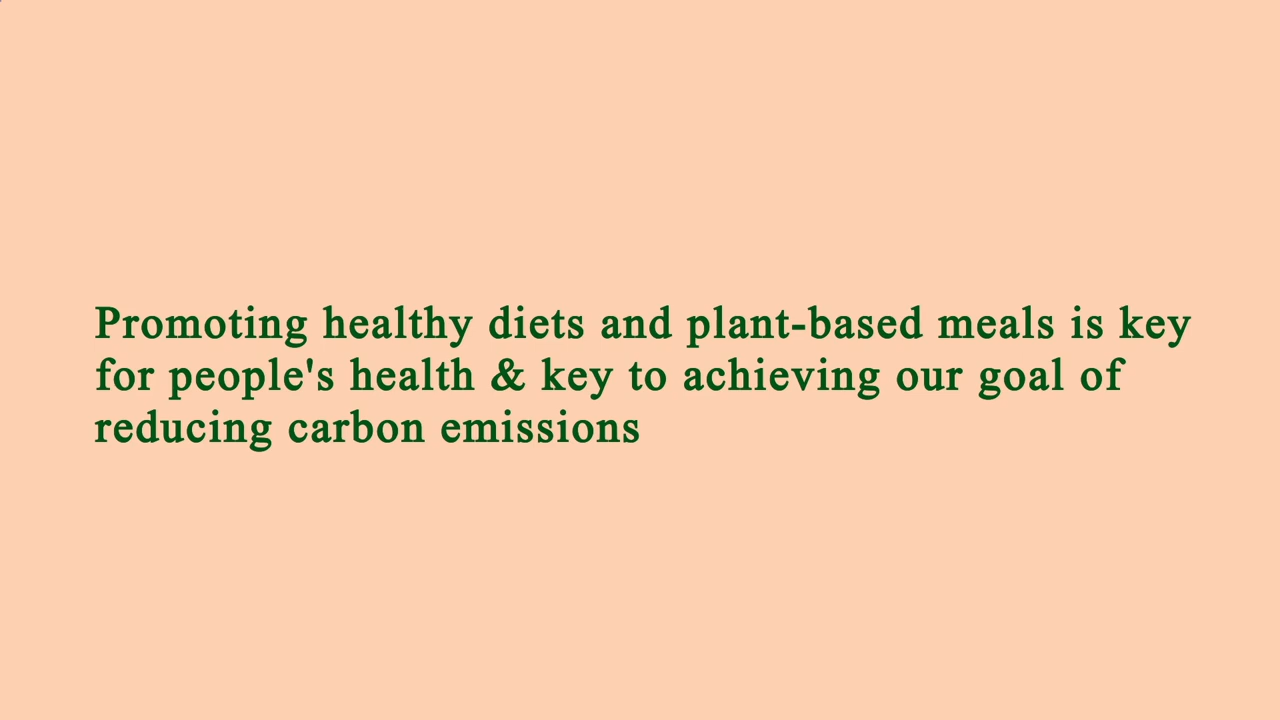 Promoting healthy diets and plant-based meals is key
for people's health & key to achieving our goal of
reducing carbon emissions